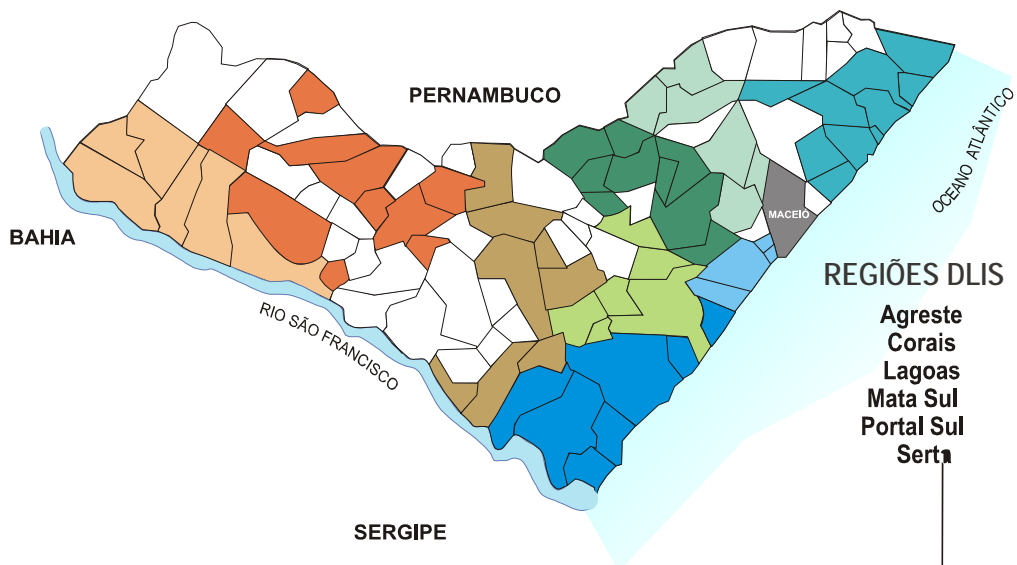 PERNAMBUCO
OCEANO ATLÂNTICO
MACEIÓ
BAHIA
REGIÕES DLIS
RIO SÃO FRANCISCO
Agreste
Corais
Lagoas
Mata Sul
Portal Sul
SERGIPE